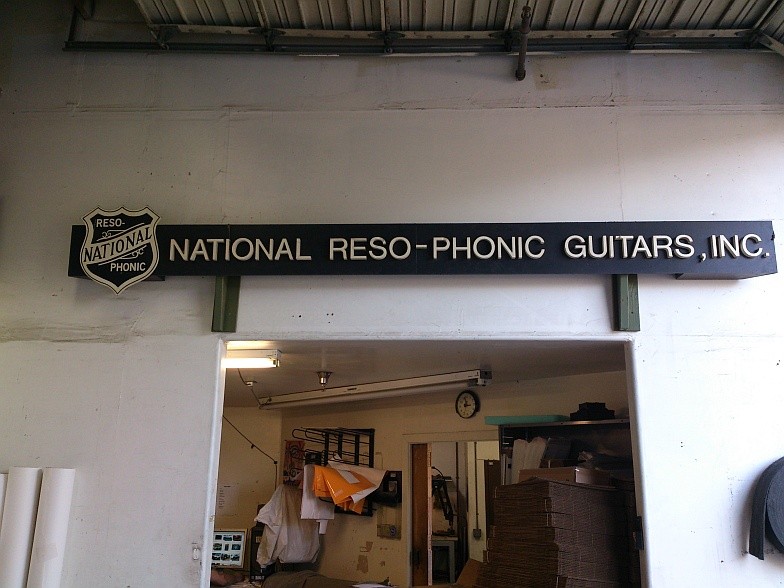 RESO-
NATIONAL
PHONIC
NATIONAL RESO-PHONIC GUITARS, INC.